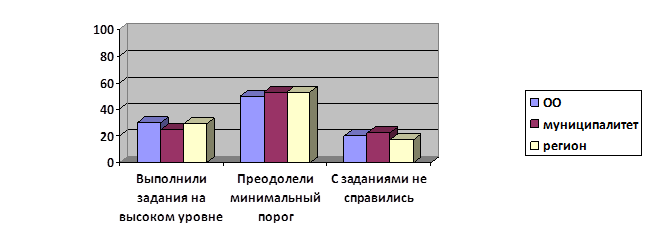 100
80
60
40
20
0
Выполнили
задания на
высоком уровне
Преодолели
минимальный
порог
С заданиями не
справились
ОО
муниципалитет
регион